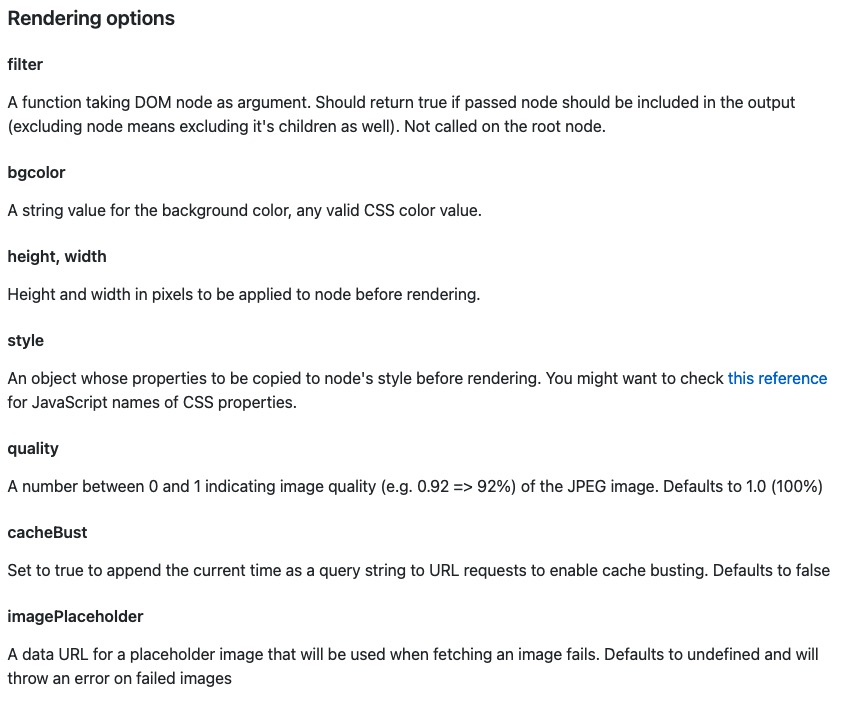 Rendering options
filter
A function taking DOM node as argument. Should return true if passed node should be included in the output
(excluding node means excluding it's children as well). Not called on the root node.
bgcolor
A string value for the background color, any valid CSS color value.
height, width
Height and width in pixels to be applied to node before rendering.
style
An object whose properties to be copied to node's style before rendering. You might want to check this reference
for JavaScript names of CSS properties.
quality
A number between 0 and 1 indicating image quality (e.g. 0.92 => 92%) of the JPEG image. Defaults to 1.0 (100%)
cacheBust
Set to true to append the current time as a query string to URL requests to enable cache busting. Defaults to false
imagePlaceholder
A data URL for a placeholder image that will be used when fetching an image fails. Defaults to undefined and will
throw an error on failed images